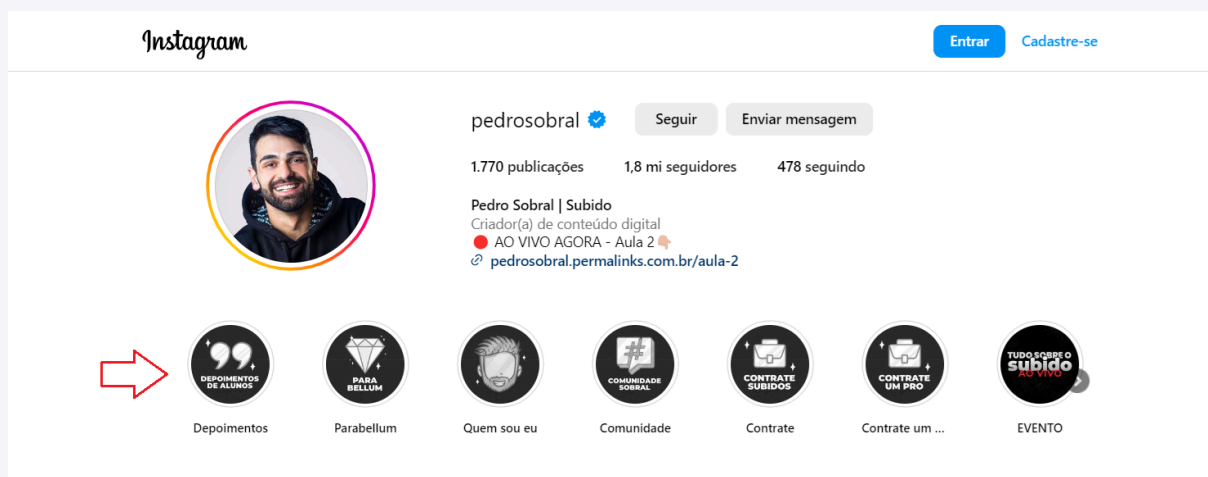 Instagram
Entrar
Cadastre-se
pedrosobral
Seguir
Enviar mensagem
1.770 publicações
1,8 mi seguidores
478 seguindo
Pedro Sobral | Subido
Criador(a) de conteúdo digital
AO VIVO AGORA - Aula 2
pedrosobral.permalinks.com.br/aula-2
DEPOIMENTOS
DE ALUNOS
PARA
BELLUM
COMUNIDADE
SOBRAL
CONTRATE
SUBIDOS
CONTRATE
UM PRO
TUDO SOBRE O
subido
AO VIVO
Depoimentos
Parabellum
Quem sou eu
Comunidade
Contrate
Contrate um ...
EVENTO